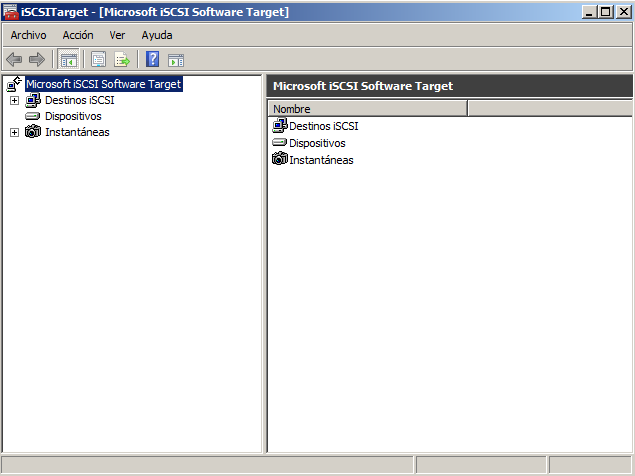 iSCSITarget - [Microsoft iSCSI Software Target]
Archivo Acción Ver Ayuda
Microsoft iSCSI Software Target
Destinos iSCSI
Dispositivos
Instantáneas
Microsoft iSCSI Software Target
Nombre
Destinos iSCSI
Dispositivos
Instantáneas